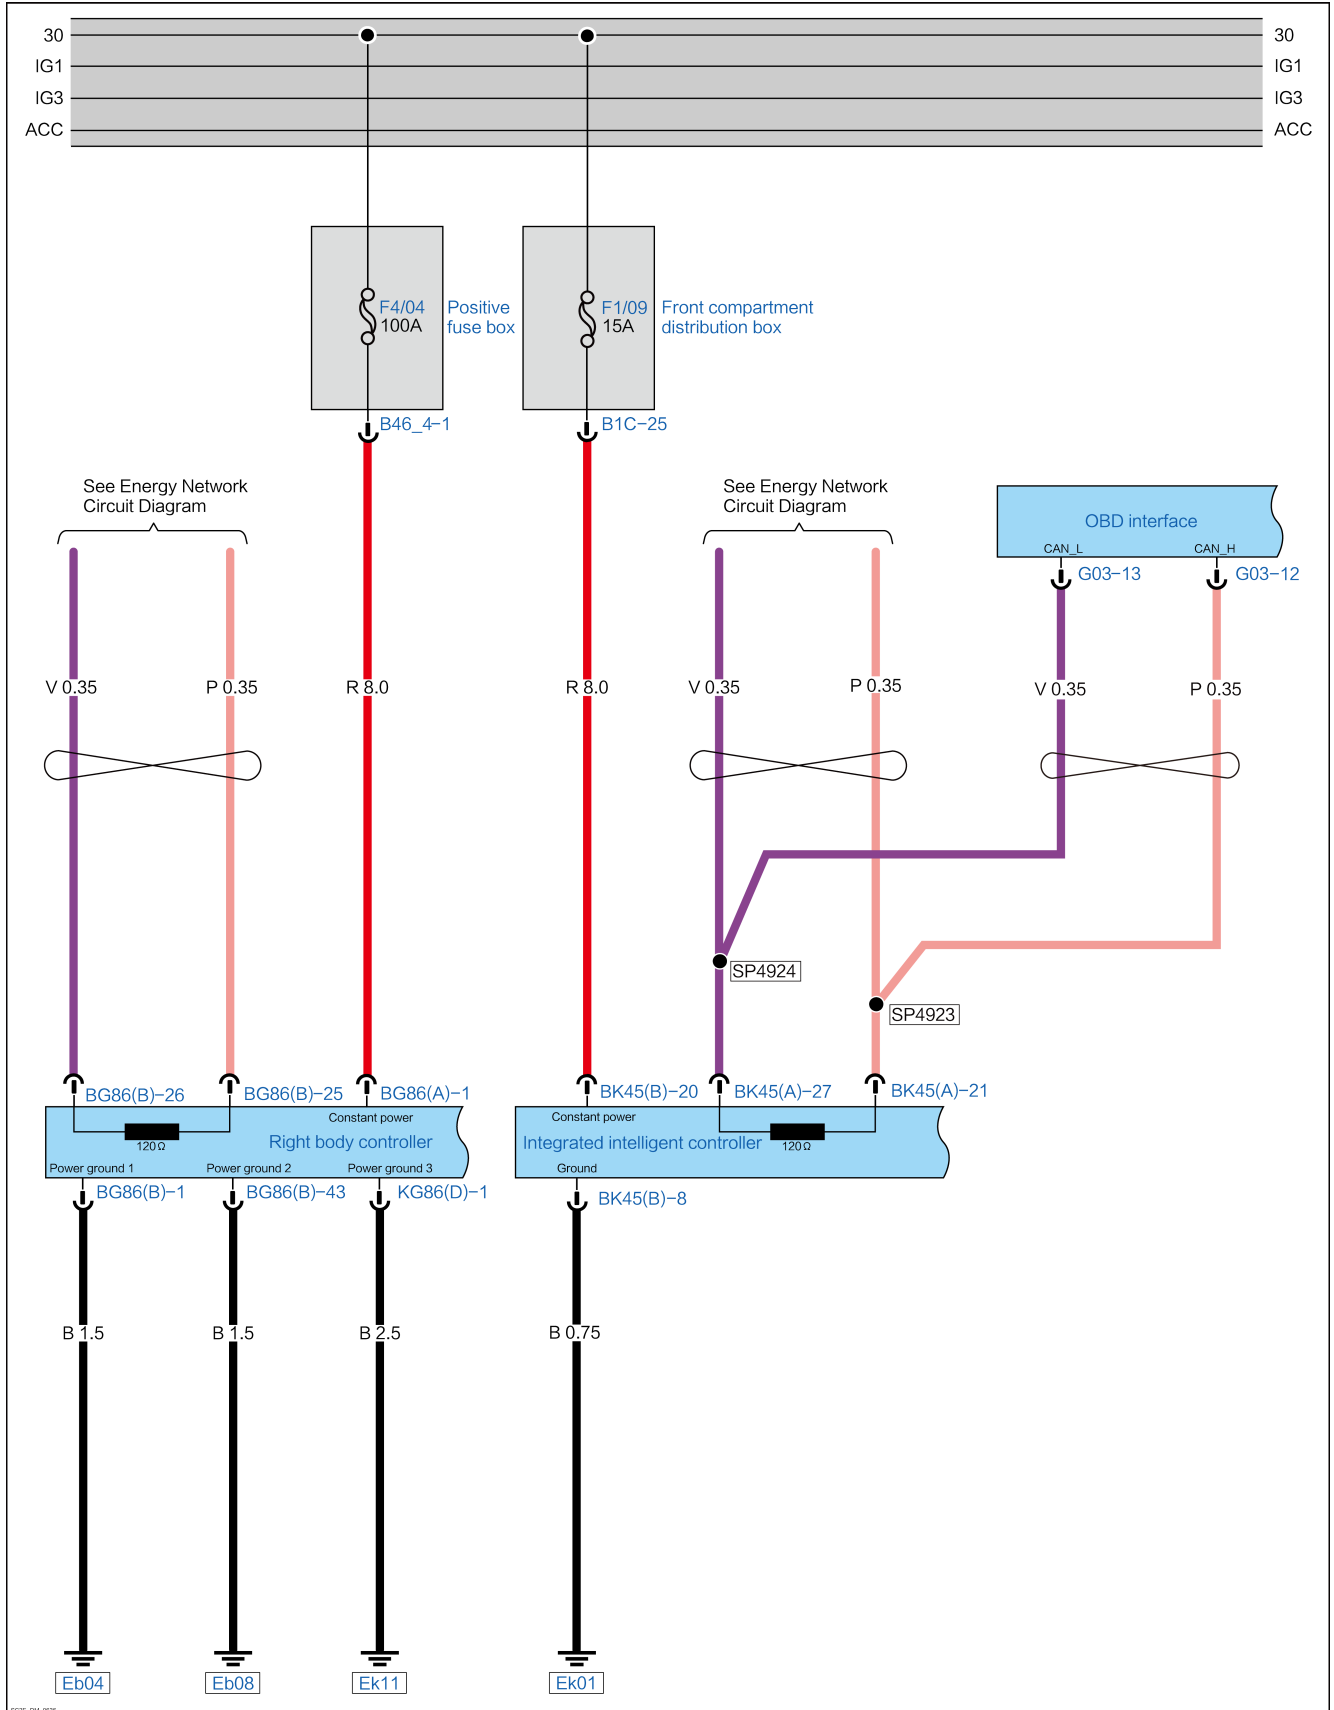 30
30
IG1
IG1
IG3
IG3
ACC
ACC
F4/04
100A
Positive
fuse box
F1/09
15A
Front compartment
distribution box
B46_4-1
B1C-25
See Energy Network
Circuit Diagram
See Energy Network
Circuit Diagram
OBD interface
CAN_L
CAN_H
G03-13
G03-12
V 0.35
P 0.35
R 8.0
R 8.0
V 0.35
P 0.35
V 0.35
P 0.35
SP4924
SP4923
BG86(B)-26
BG86(B)-25
BG86(A)-1
BK45(B)-20
BK45(A)-27
BK45(A)-21
Constant power
120Ω
Right body controller
Power ground 1
Power ground 2
Power ground 3
Constant power
Integrated intelligent controller
120Ω
Ground
BG86(B)-1
BG86(B)-43
KG86(D)-1
BK45(B)-8
B 1.5
B 1.5
B 2.5
B 0.75
Eb04
Eb08
Ek11
Ek01